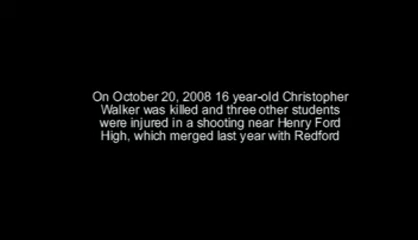 On October 20, 2008 16 year-old Christopher
Walker was killed and three other students
were injured in a shooting near Henry Ford
High, which merged last year with Redford